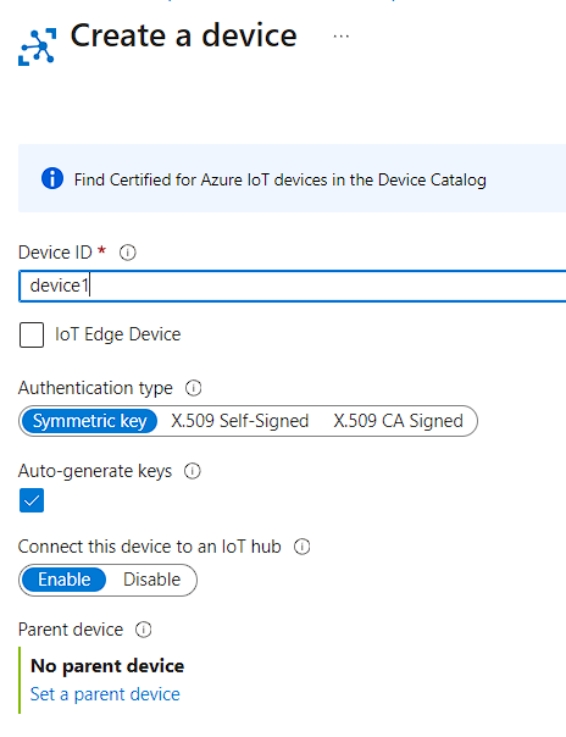 Create a device ...
Find Certified for Azure IoT devices in the Device Catalog
Device ID *
device1
IoT Edge Device
Authentication type
Symmetric key X.509 Self-Signed X.509 CA Signed
Auto-generate keys
Connect this device to an IoT hub
Enable Disable
Parent device
No parent device
Set a parent device